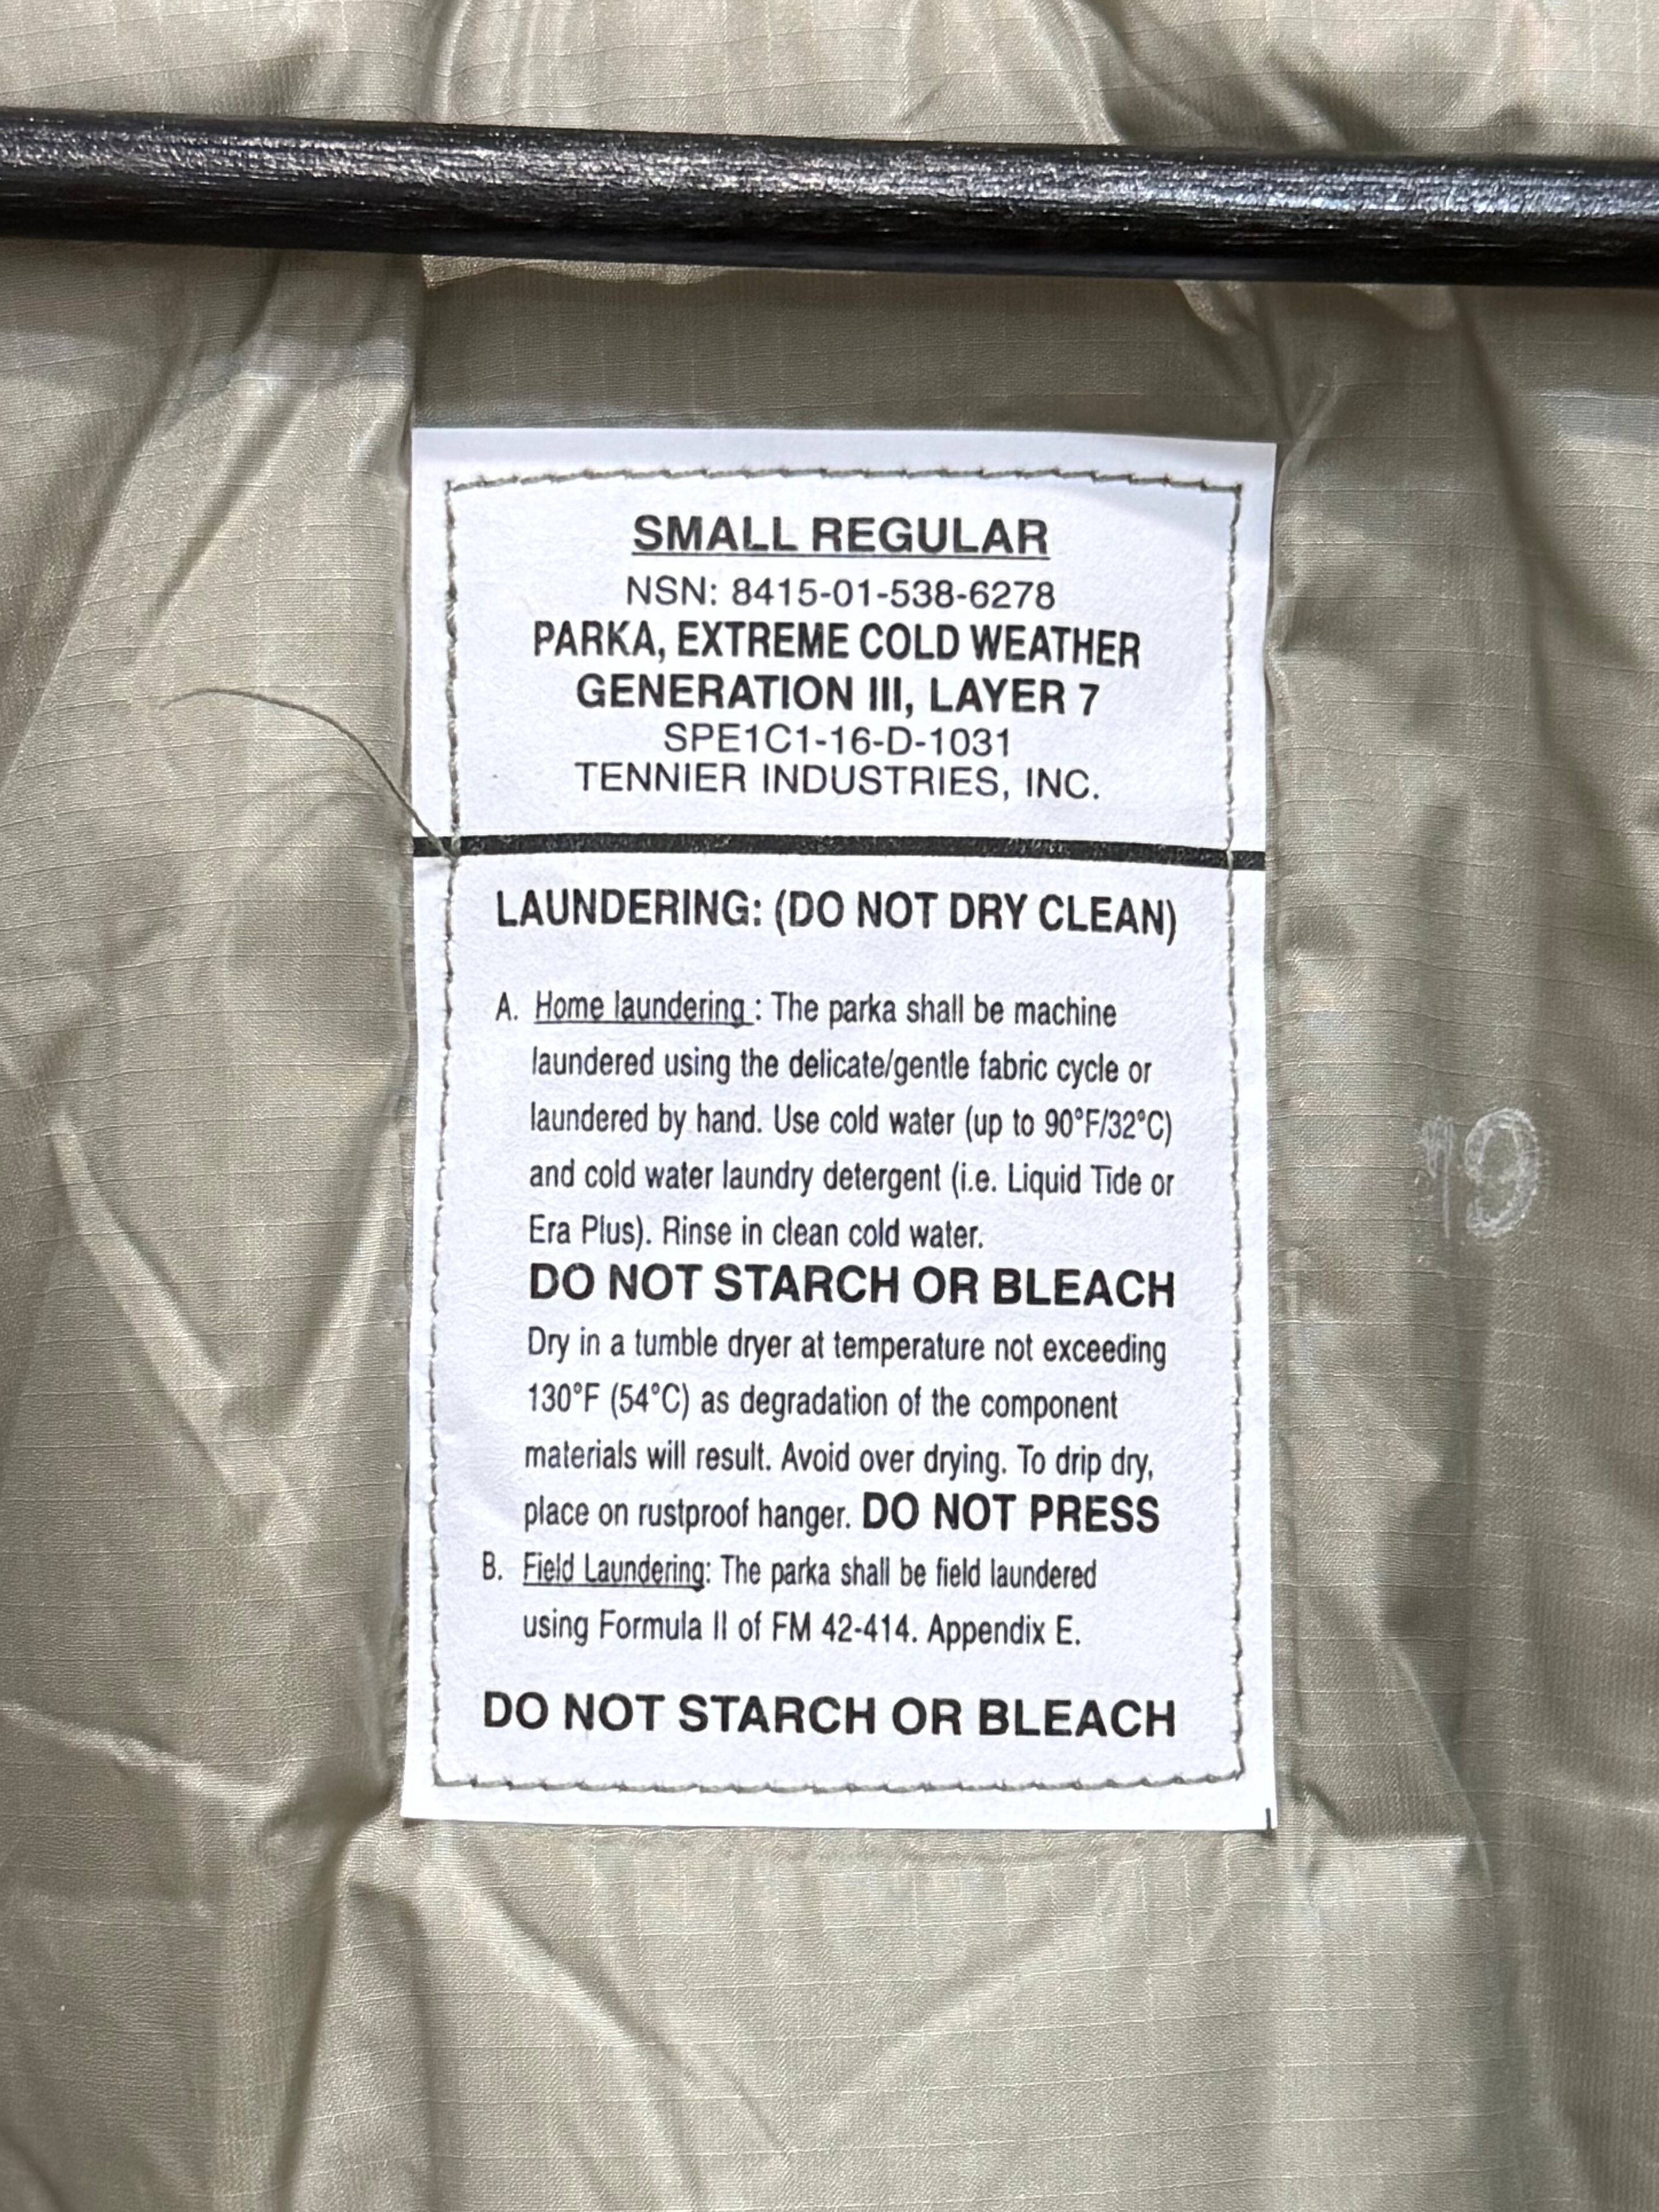 SMALL REGULAR
NSN: 8415-01-538-6278
PARKA, EXTREME COLD WEATHER
GENERATION III, LAYER 7
SPE1C1-16-D-1031
TENNIER INDUSTRIES, INC.
LAUNDERING: (DO NOT DRY CLEAN)
A. Home laundering : The parka shall be machine
laundered using the delicate/gentle fabric cycle or
laundered by hand. Use cold water (up to 90°F/32°C)
and cold water laundry detergent (i.e. Liquid Tide or
Era Plus). Rinse in clean cold water.
DO NOT STARCH OR BLEACH
Dry in a tumble dryer at temperature not exceeding
130°F (54°C) as degradation of the component
materials will result. Avoid over drying. To drip dry,
place on rustproof hanger. DO NOT PRESS
B. Field Laundering: The parka shall be field laundered
using Formula II of FM 42-414. Appendix E.
DO NOT STARCH OR BLEACH